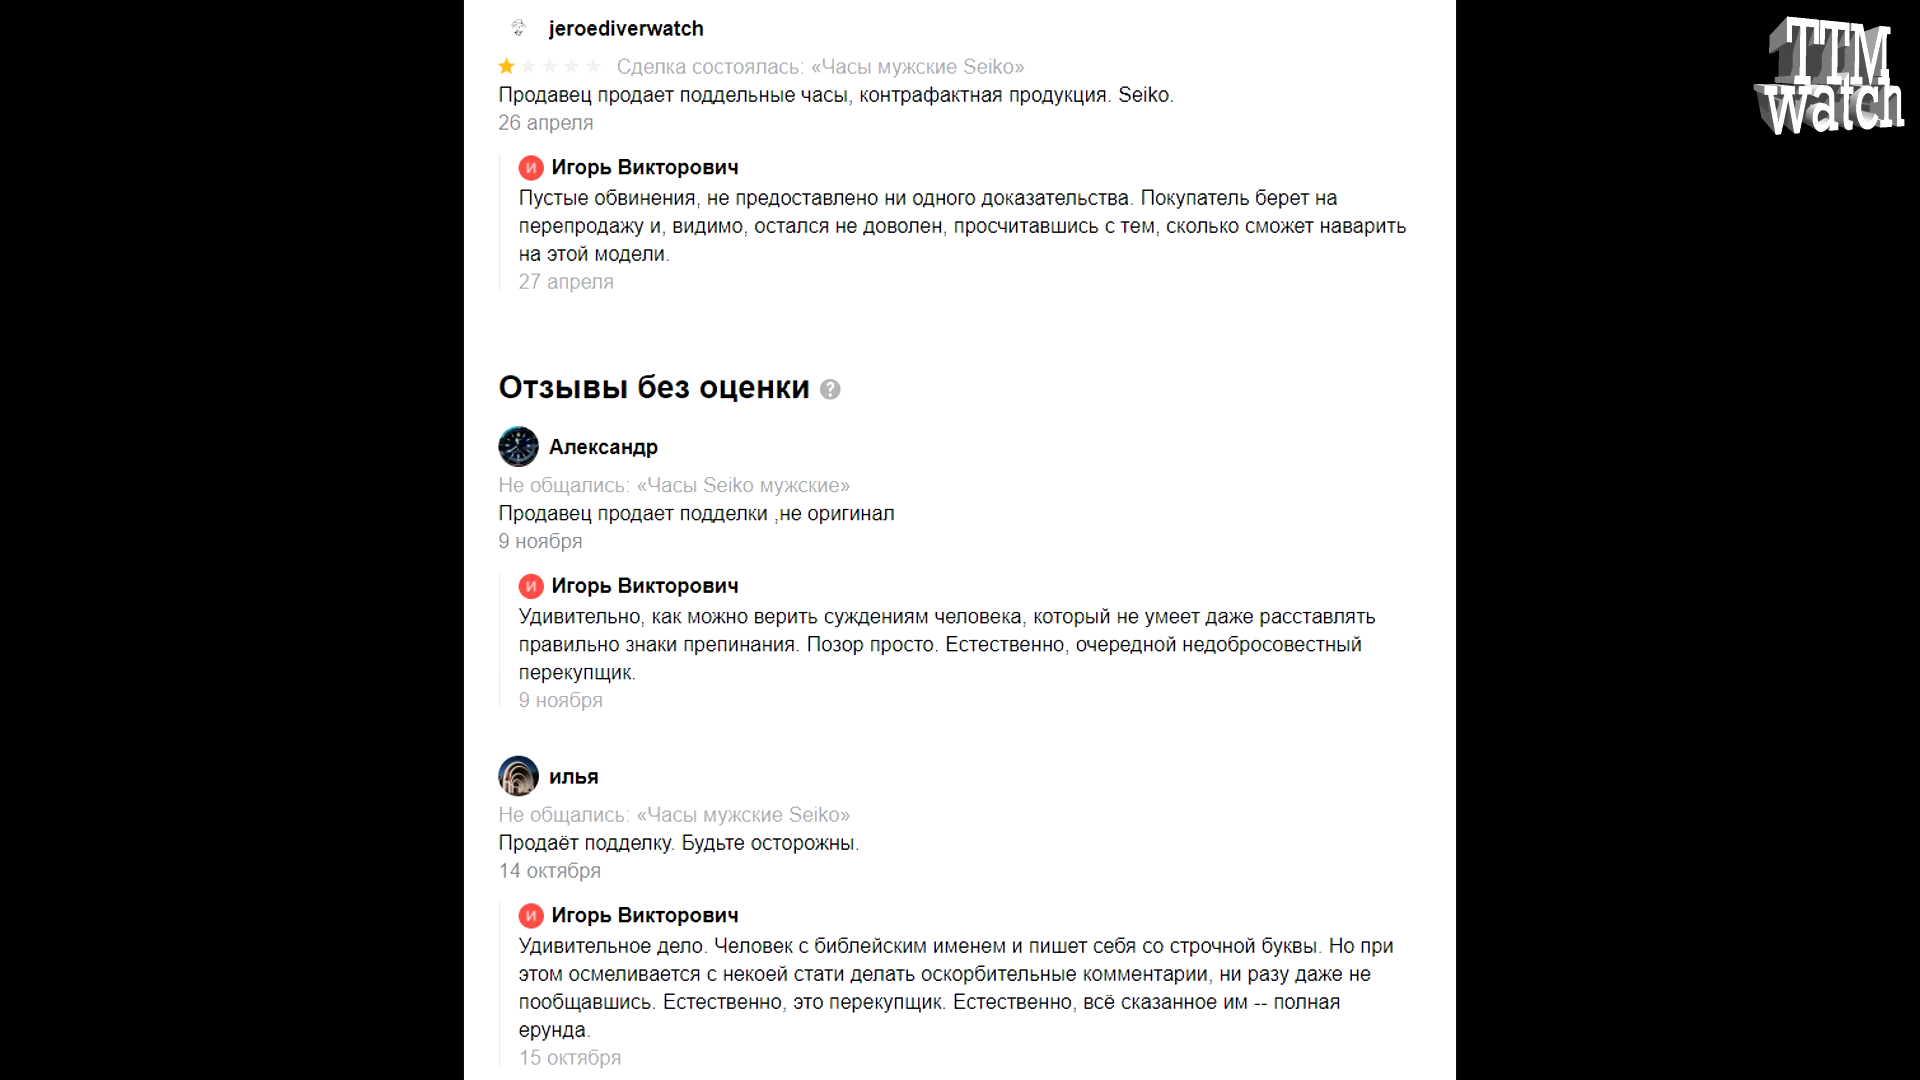 jeroediverwatch
Сделка состоялась: «Часы мужские Seiko»
Продавец продает поддельные часы, контрафактная продукция. Seiko.
26 апреля
И Игорь Викторович
Пустые обвинения, не предоставлено ни одного доказательства. Покупатель берет на
перепродажу и, видимо, остался не доволен, просчитавшись с тем, сколько сможет наварить
на этой модели.
27 апреля
Отзывы без оценки ?
Александр
Не общались: «Часы Seiko мужские»
Продавец продает подделки ,не оригинал
9 ноября
И Игорь Викторович
Удивительно, как можно верить суждениям человека, который не умеет даже расставлять
правильно знаки препинания. Позор просто. Естественно, очередной недобросовестный
перекупщик.
9 ноября
илья
Не общались: «Часы мужские Seiko»
Продаёт подделку. Будьте осторожны.
14 октября
И Игорь Викторович
Удивительное дело. Человек с библейским именем и пишет себя со строчной буквы. Но при
этом осмеливается с некоей стати делать оскорбительные комментарии, ни разу даже не
пообщавшись. Естественно, это перекупщик. Естественно, всё сказанное им -- полная
ерунда.
15 октября
TTM
watch